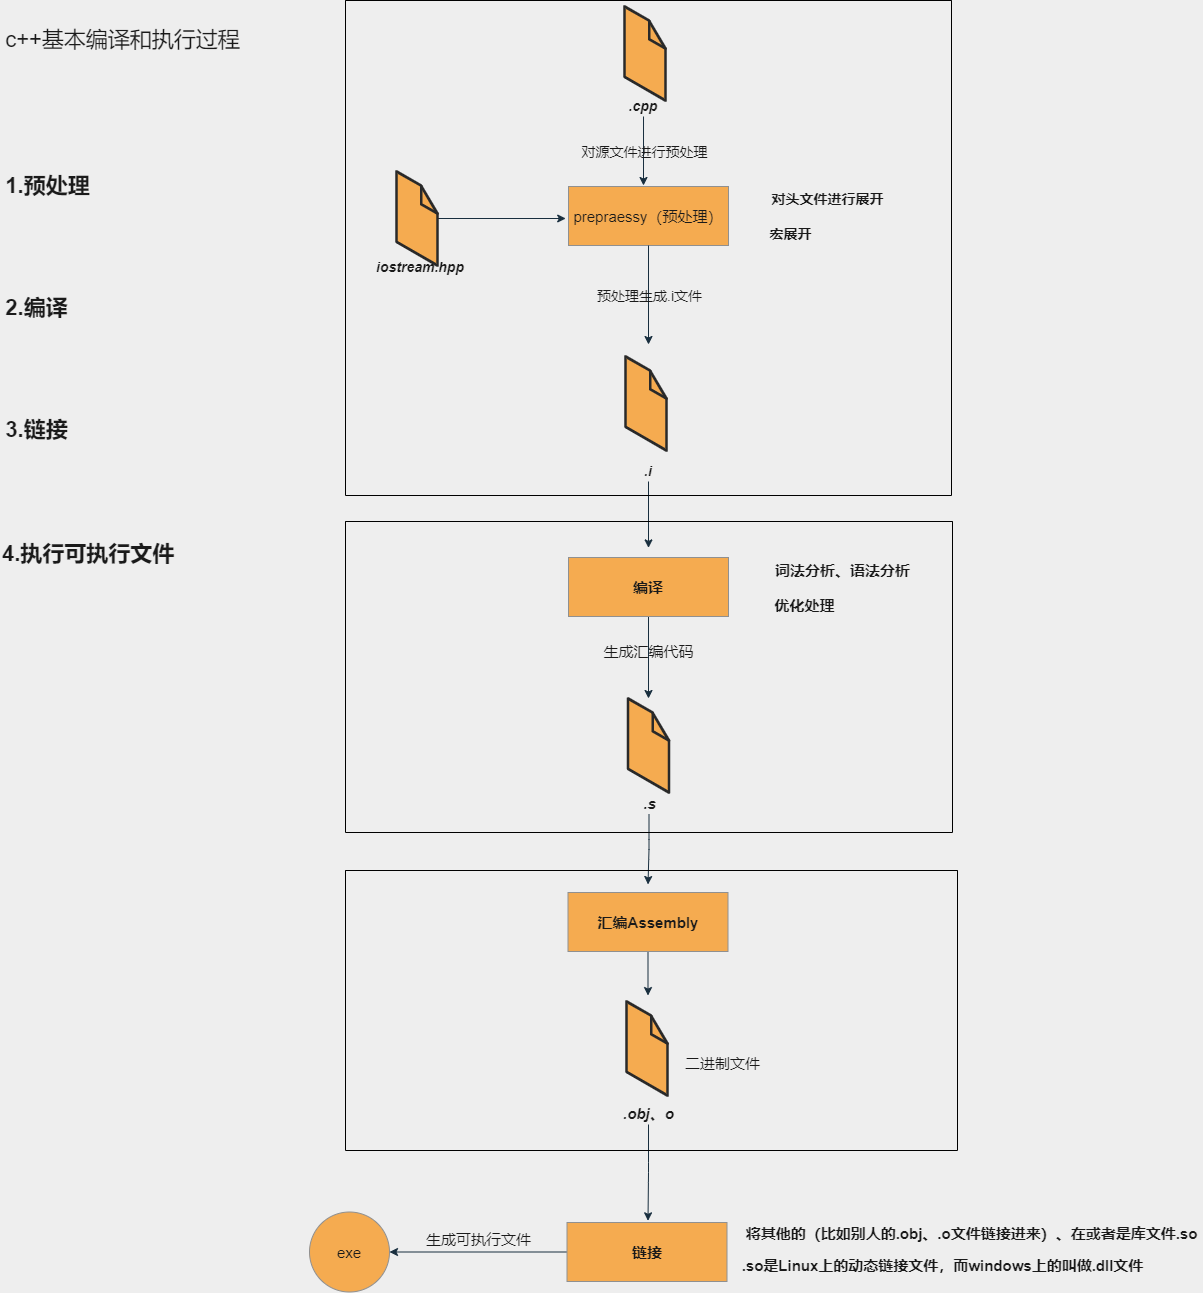 c++基本编译和执行过程
1.预处理
2.编译
3.链接
4.执行可执行文件
.cpp
对源文件进行预处理
prepraessy（预处理）
对头文件进行展开
宏展开
iostream.hpp
预处理生成.i文件
.i
编译
词法分析、语法分析
优化处理
生成汇编代码
.s
汇编Assembly
二进制文件
.obj、o
链接
生成可执行文件
exe
将其他的（比如别人的.obj、.o文件链接进来）、在或者是库文件.so
.so是Linux上的动态链接文件，而windows上的叫做.dll文件